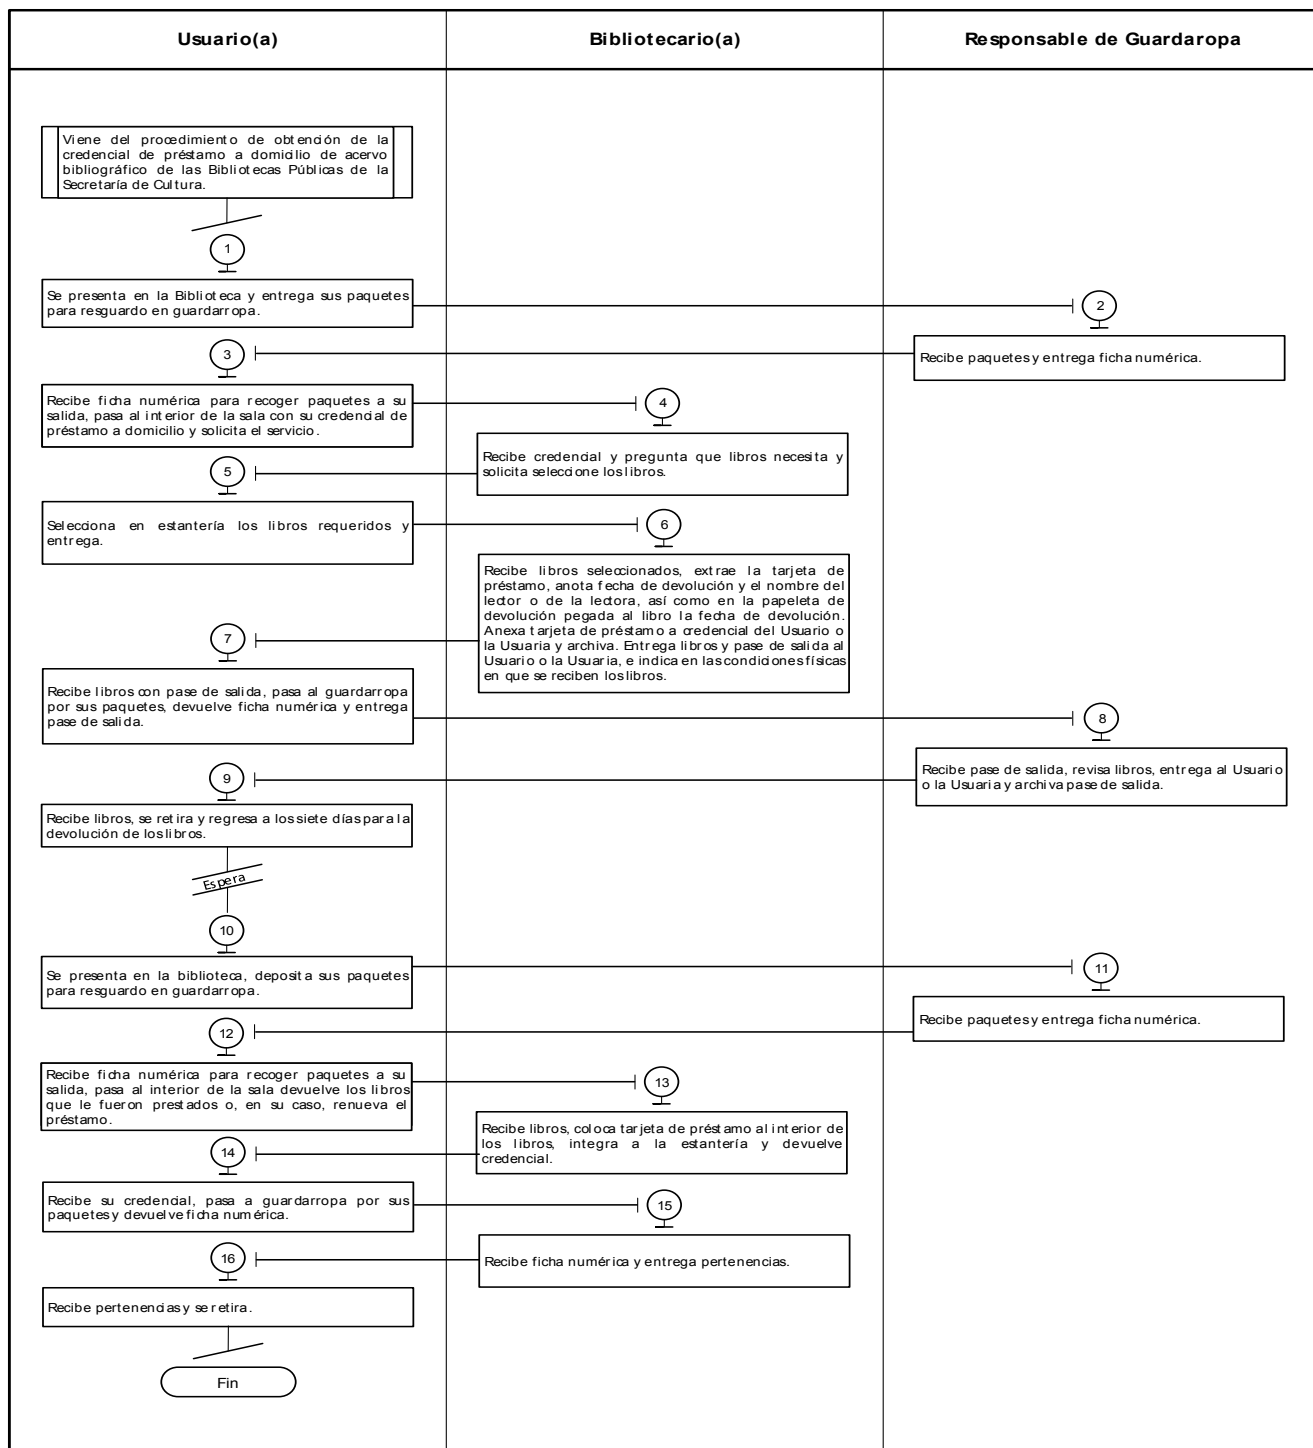 Usuario(a)
Bibliotecario(a)
Responsable de Guardaropa
Viene del procedimiento de obtención de la
credencial de préstamo a domicilio de acervo
bibliográfico de las Bibliotecas Públicas de la
Secretaría de Cultura.
1
Se presenta en la Biblioteca y entrega sus paquetes
para resguardo en guardarropa.
2
Recibe paquetes y entrega ficha numérica.
3
Recibe ficha numérica para recoger paquetes a su
salida, pasa al interior de la sala con su credencial de
préstamo a domicilio y solicita el servicio.
4
Recibe credencial y pregunta que libros necesita y
solicita seleccione los libros.
5
Selecciona en estantería los libros requeridos y
entrega.
6
Recibe libros seleccionados, extrae la tarjeta de
préstamo, anota fecha de devolución y el nombre del
lector o de la lectora, así como en la papeleta de
devolución pegada al libro la fecha de devolución.
Anexa tarjeta de préstamo a credencial del Usuario o
la Usuaria y archiva. Entrega libros y pase de salida al
Usuario o la Usuaria, e indica en las condiciones físicas
en que se reciben los libros.
7
Recibe libros con pase de salida, pasa al guardarropa
por sus paquetes, devuelve ficha numérica y entrega
pase de salida.
8
Recibe pase de salida, revisa libros, entrega al Usuario
o la Usuaria y archiva pase de salida.
9
Recibe libros, se retira y regresa a los siete días para la
devolución de los libros.
Espera
10
Se presenta en la biblioteca, deposita sus paquetes
para resguardo en guardarropa.
11
Recibe paquetes y entrega ficha numérica.
12
Recibe ficha numérica para recoger paquetes a su
salida, pasa al interior de la sala devuelve los libros
que le fueron prestados o, en su caso, renueva el
préstamo.
13
Recibe libros, coloca tarjeta de préstamo al interior de
los libros, integra a la estantería y devuelve
credencial.
14
Recibe su credencial, pasa a guardarropa por sus
paquetes y devuelve ficha numérica.
15
Recibe ficha numérica y entrega pertenencias.
16
Recibe pertenencias y se retira.
Fin